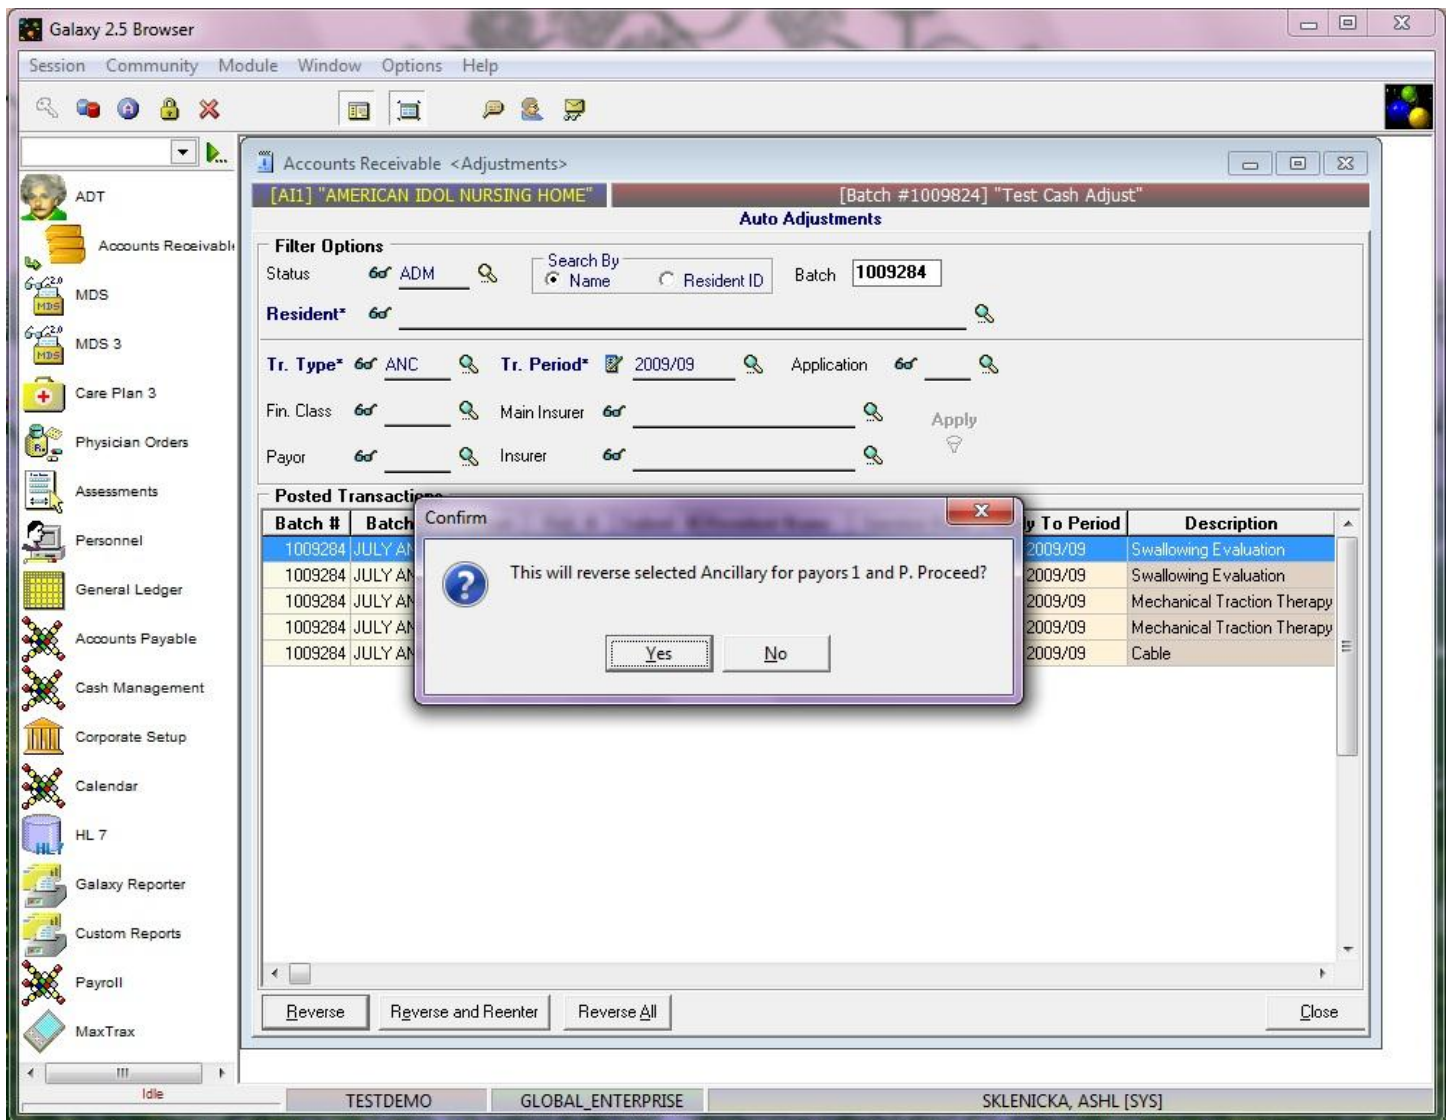 Galaxy 2.5 Browser
Session Community Module Window Options Help
ADT
Accounts Receivabl
MDS
MDS 3
Care Plan 3
Physician Orders
Assessments
Personnel
General Ledger
Accounts Payable
Cash Management
Corporate Setup
Calendar
HL 7
Galaxy Reporter
Custom Reports
Payroll
MaxTrax
Accounts Receivable <Adjustments>
[AI1] "AMERICAN IDOL NURSING HOME" [Batch #1009824] "Test Cash Adjust"
Auto Adjustments
Filter Options
Status ADM Search By Name Resident ID Batch 1009284
Resident*
Tr. Type* ANC Tr. Period* 2009/09 Application
Fin. Class Main Insurer Apply
Payor Insurer
Posted Transactions
Batch # Batch y To Period Description
1009284 JULY AN 2009/09 Swallowing Evaluation
1009284 JULY AN 2009/09 Swallowing Evaluation
1009284 JULY AN 2009/09 Mechanical Traction Therapy
1009284 JULY AN 2009/09 Mechanical Traction Therapy
1009284 JULY AN 2009/09 Cable
Confirm
This will reverse selected Ancillary for payors 1 and P. Proceed?
Yes No
Reverse Reverse and Reenter Reverse All Close
Idle TESTDEMO GLOBAL_ENTERPRISE SKLENICKA, ASHL [SYS]